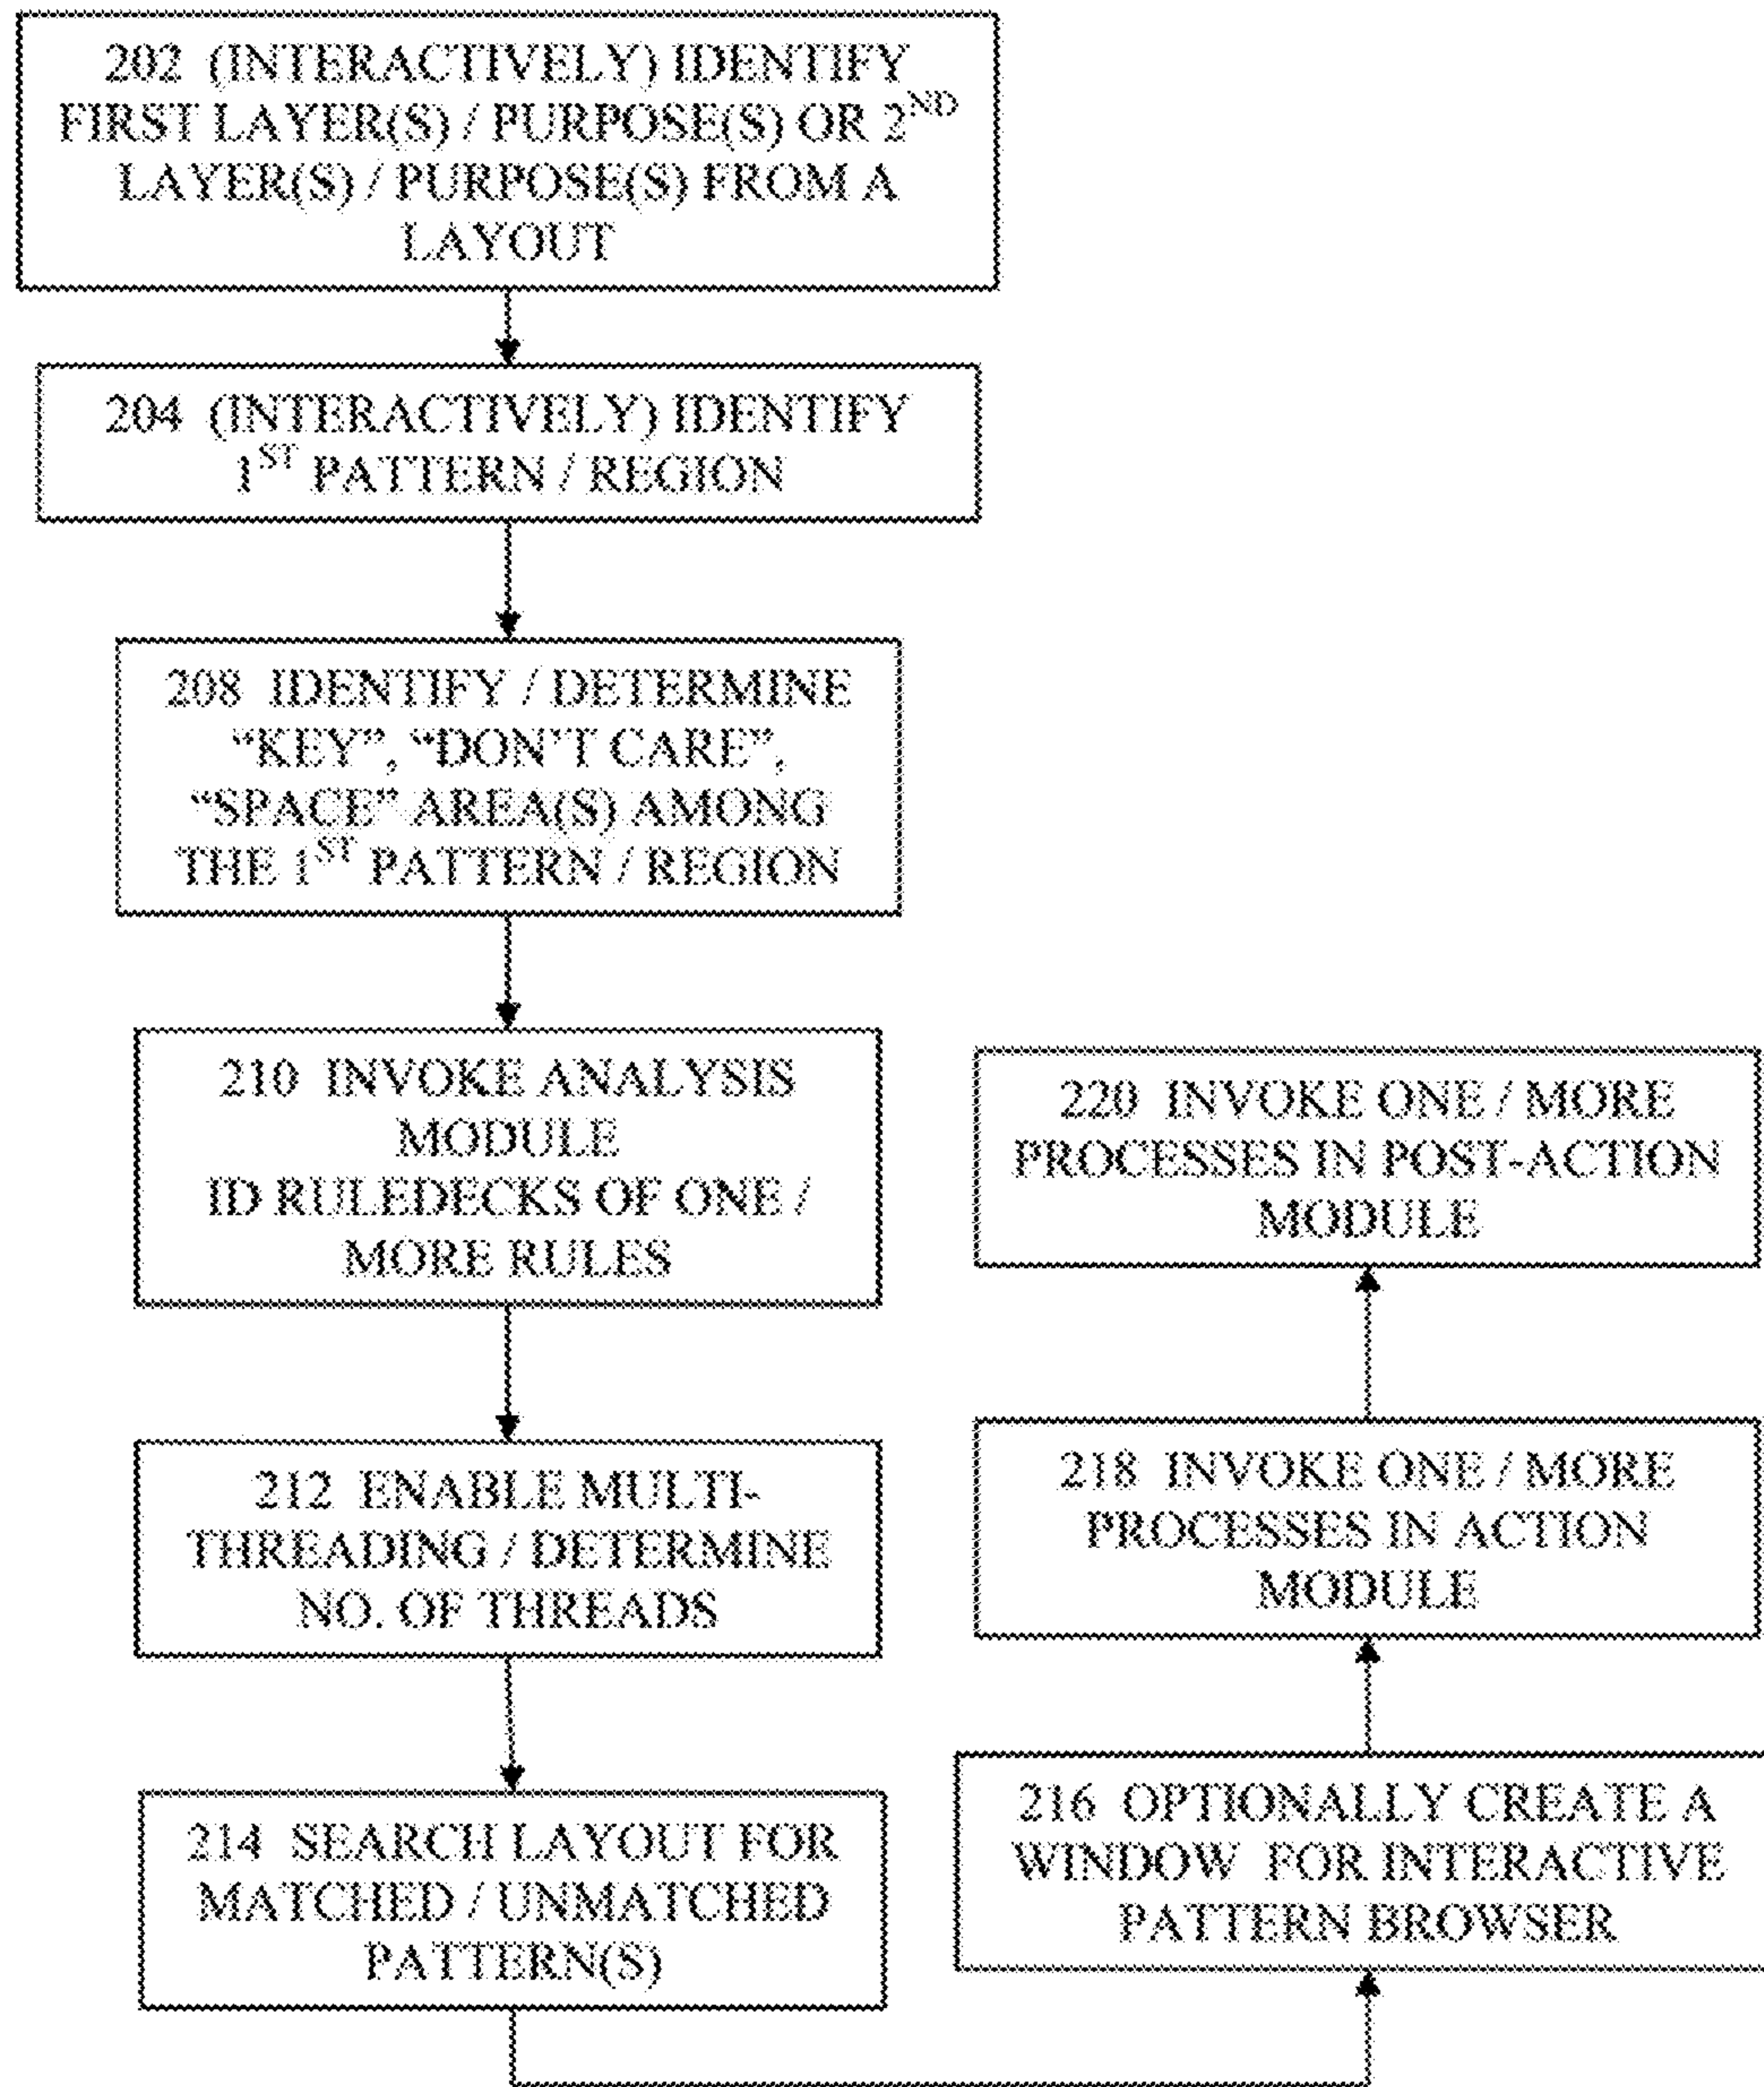 202 (INTERACTIVELY) IDENTIFY
FIRST LAYER(S) / PURPOSE(S) OR 2ND
LAYER(S) / PURPOSE(S) FROM A
LAYOUT
204 (INTERACTIVELY) IDENTIFY
1ST PATTERN / REGION
208 IDENTIFY / DETERMINE
“KEY”, “DON’T CARE”,
“SPACE” AREA(S) AMONG
THE 1ST PATTERN / REGION
210 INVOKE ANALYSIS
MODULE
ID RULEDECKS OF ONE /
MORE RULES
212 ENABLE MULTI-
THREADING / DETERMINE
NO. OF THREADS
214 SEARCH LAYOUT FOR
MATCHED / UNMATCHED
PATTERN(S)
216 OPTIONALLY CREATE A
WINDOW FOR INTERACTIVE
PATTERN BROWSER
218 INVOKE ONE / MORE
PROCESSES IN ACTION
MODULE
220 INVOKE ONE / MORE
PROCESSES IN POST-ACTION
MODULE